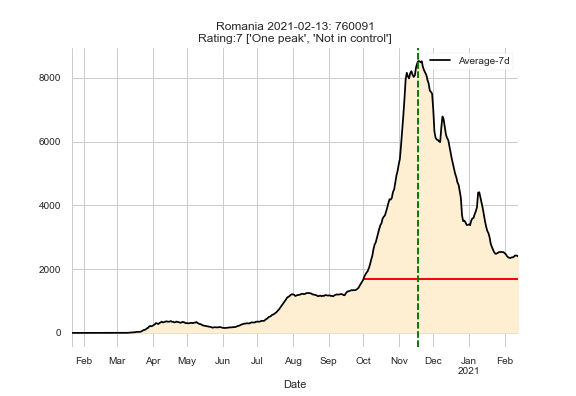 Romania 2021-02-13: 760091
Rating:7 ['One peak', 'Not in control']
Average-7d
8000
6000
4000
2000
0
Feb Mar Apr May Jun Jul Aug Sep Oct Nov Dec Jan Feb
2021
Date